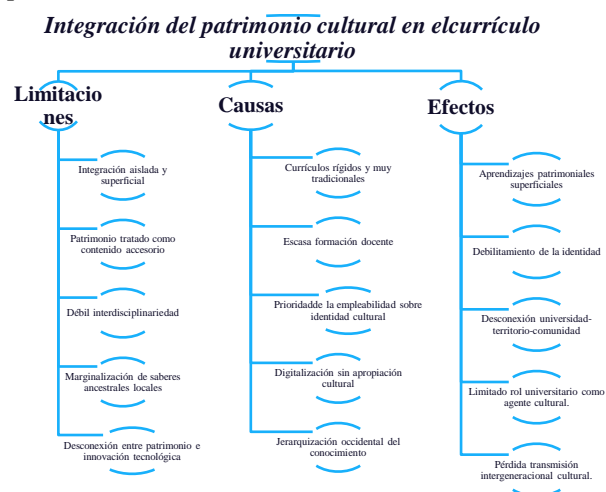 Integración del patrimonio cultural en elcurrículo
universitario
Limitacio
nes
Integración aislada y
superficial
Patrimonio tratado como
contenido accesorio
Débil interdisciplinariedad
Marginalización de saberes
ancestrales locales
Desconexión entre patrimonio e
innovación tecnológica
Causas
Currículos rígidos y muy
tradicionales
Escasa formación docente
Prioridadde la empleabilidad sobre
identidad cultural
Digitalización sin apropiación
cultural
Jerarquización occidental del
conocimiento
Efectos
Aprendizajes patrimoniales
superficiales
Debilitamiento de la identidad
Desconexión universidad-
territorio-comunidad
Limitado rol universitario como
agente cultural.
Pérdida transmisión
intergeneracional cultural.